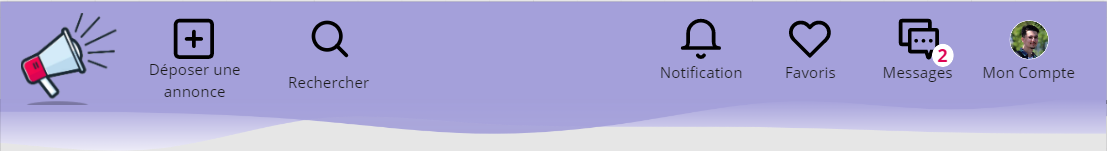 Déposer une
annonce
Rechercher
Notification
Favoris
2
Messages
Mon Compte